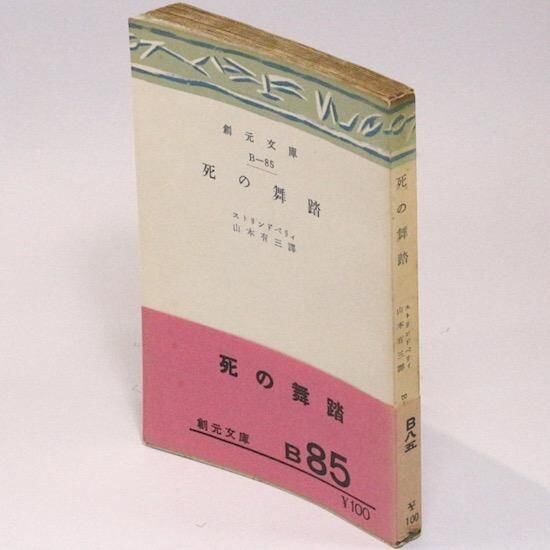 創元文庫
B—85
死の舞踏
ストリンドベリィ
山本有三譯
死の舞踏
創元文庫
B85
¥100
死の舞踏
ストリンドベリィ
山本有三譯
B八五
¥
100